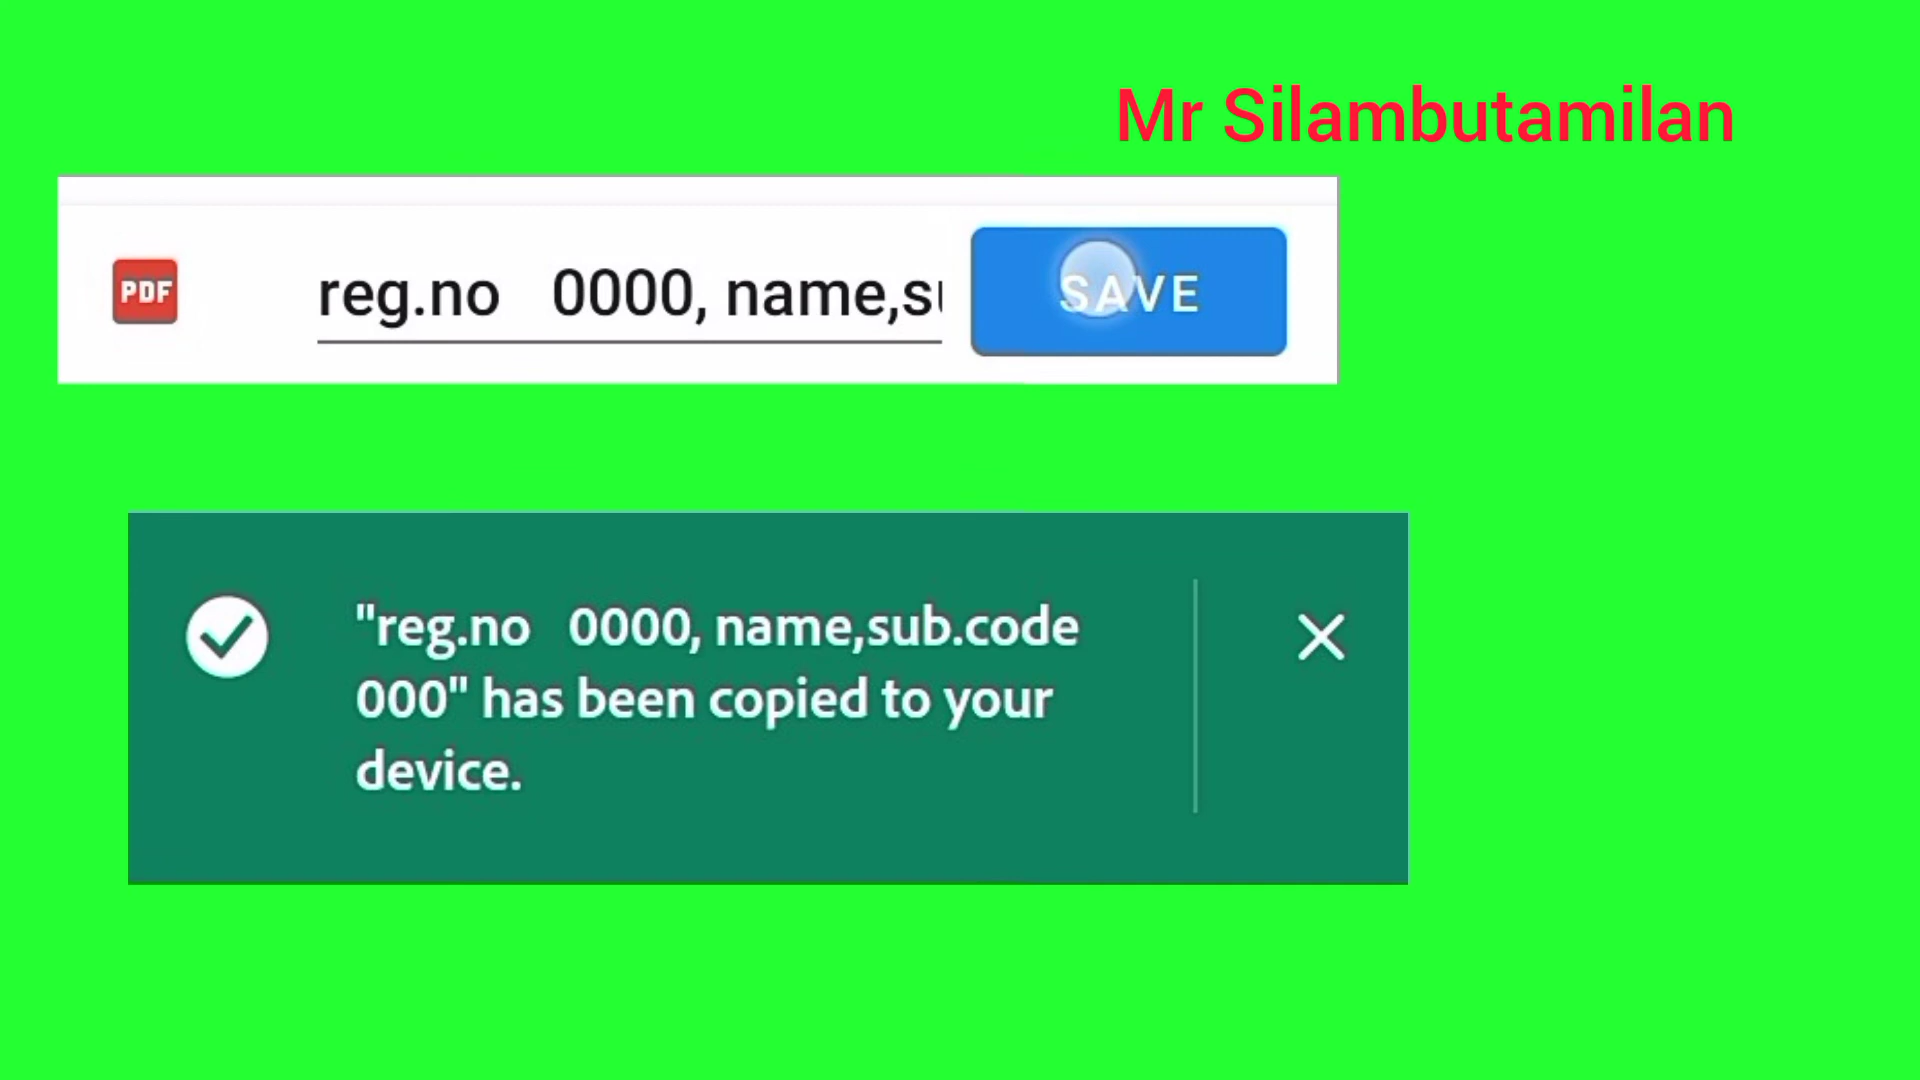 Mr Silambutamilan
PDF
reg.no   0000, name,su
SAVE
"reg.no   0000, name,sub.code
000" has been copied to your
device.